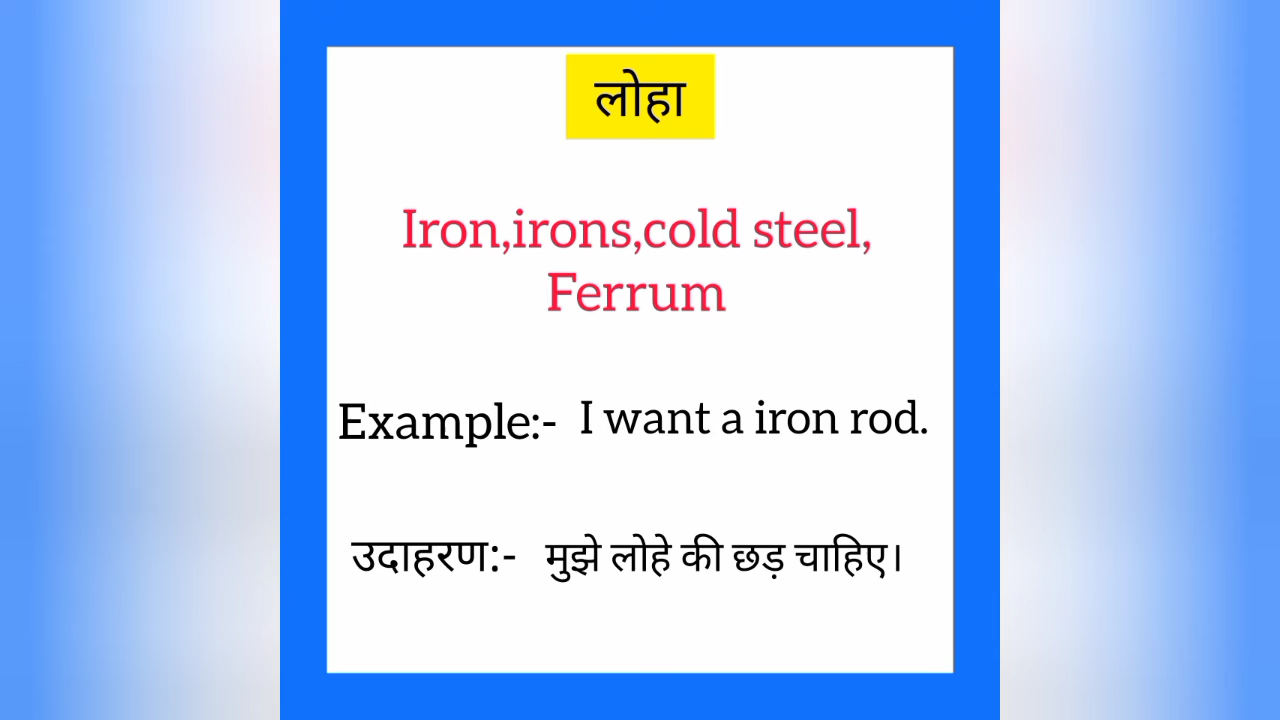 लोहा
Iron,irons,cold steel,
Ferrum
Example:- I want a iron rod.
उदाहरण:- मुझे लोहे की छड़ चाहिए।